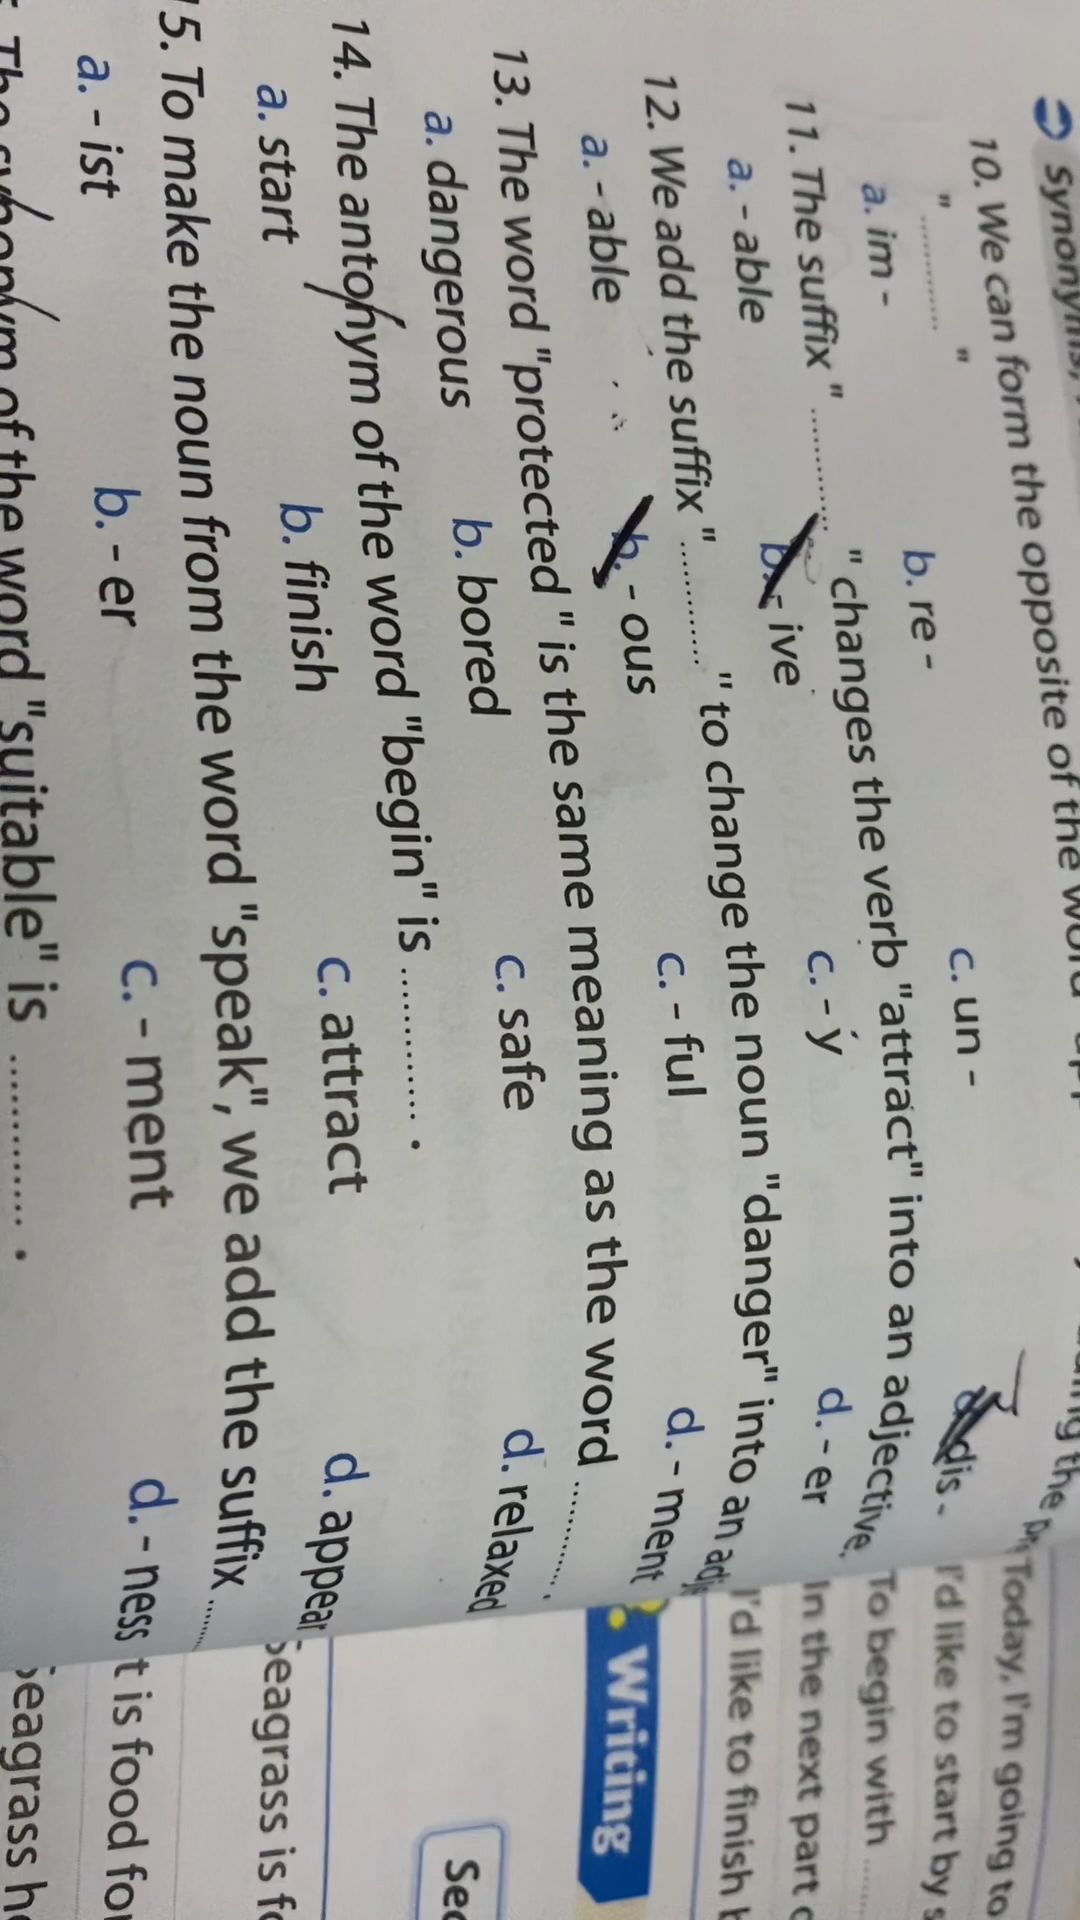 synonyms,
10. We can form the opposite of the word
" ............ "
a. im - b. re - c. un - d. dis -
11. The suffix " ............ " changes the verb "attract" into an adjective.
a. - able b. - ive c. - y d. - er
12. We add the suffix " ............ " to change the noun "danger" into an adj
a. - able b. - ous c. - ful d. - ment
13. The word "protected" is the same meaning as the word ............ .
a. dangerous b. bored c. safe d. relaxed
14. The antonym of the word "begin" is ............ .
a. start b. finish c. attract d. appear
15. To make the noun from the word "speak", we add the suffix ............
a. - ist b. - er c. - ment d. - ness
The synonym of the word "suitable" is ............ .
Today, I'm going to
I'd like to start by s
To begin with ............
In the next part o
I'd like to finish b
Writing
Sec
Seagrass is fo
t is food for
Seagrass h